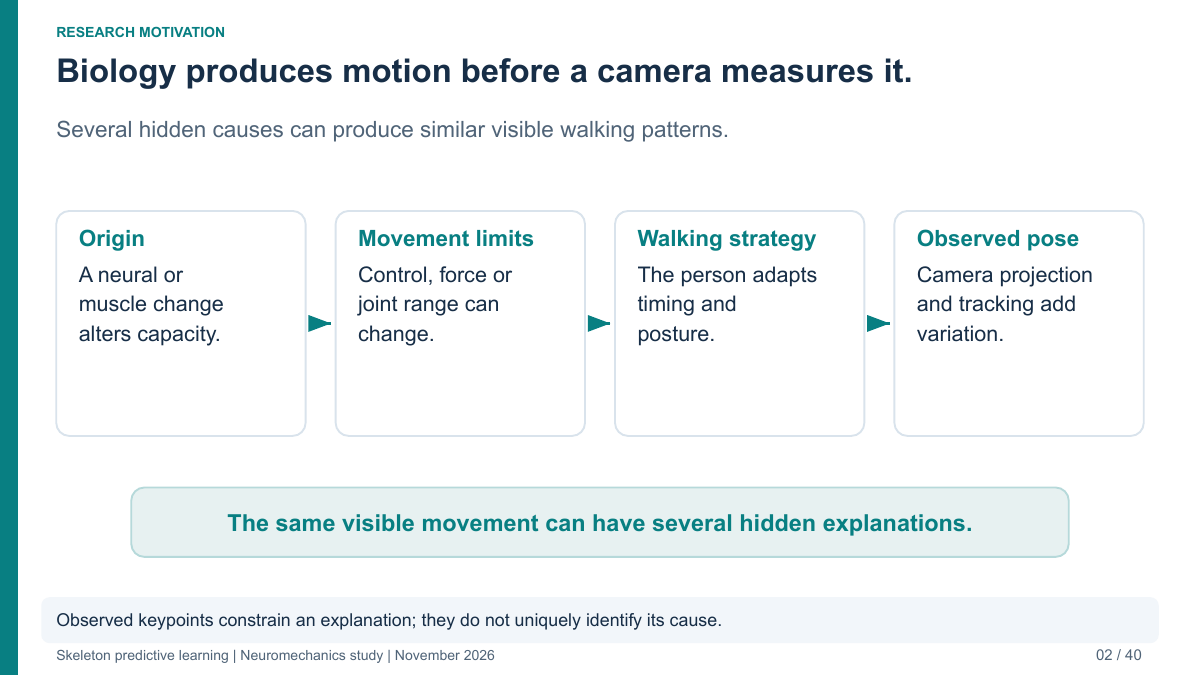 RESEARCH MOTIVATION
Biology produces motion before a camera measures it.
Several hidden causes can produce similar visible walking patterns.
Origin
A neural or
muscle change
alters capacity.
Movement limits
Control, force or
joint range can
change.
Walking strategy
The person adapts
timing and
posture.
Observed pose
Camera projection
and tracking add
variation.
The same visible movement can have several hidden explanations.
Observed keypoints constrain an explanation; they do not uniquely identify its cause.
Skeleton predictive learning | Neuromechanics study | November 2026
02 / 40